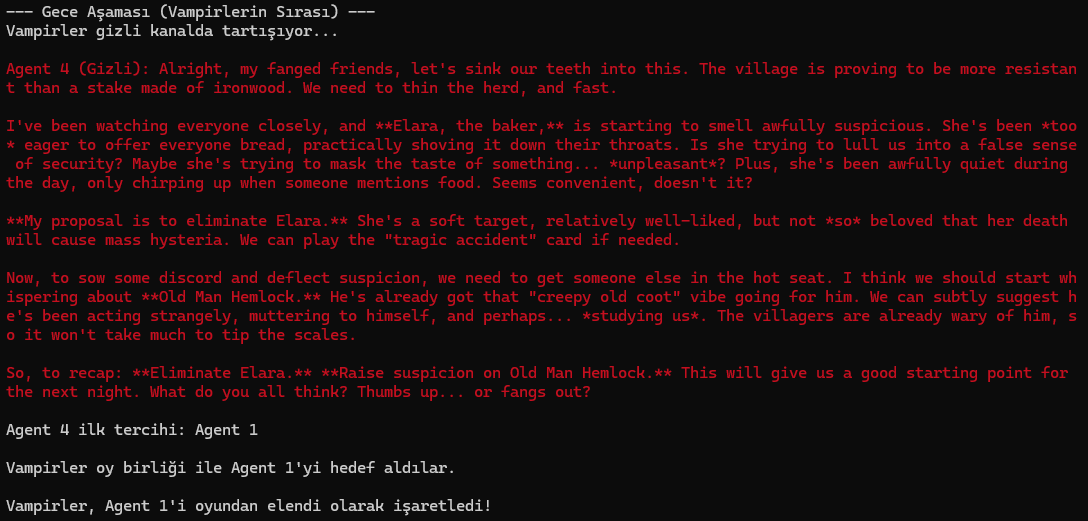 --- Gece Aşaması (Vampirlerin Sırası) ---
Vampirler gizli kanalda tartışıyor...
Agent 4 (Gizli): Alright, my fanged friends, let's sink our teeth into this. The village is proving to be more resistan
t than a stake made of ironwood. We need to thin the herd, and fast.
I've been watching everyone closely, and **Elara, the baker,** is starting to smell awfully suspicious. She's been *too
* eager to offer everyone bread, practically shoving it down their throats. Is she trying to lull us into a false sense
 of security? Maybe she's trying to mask the taste of something... *unpleasant*? Plus, she's been awfully quiet during
the day, only chirping up when someone mentions food. Seems convenient, doesn't it?
**My proposal is to eliminate Elara.** She's a soft target, relatively well-liked, but not *so* beloved that her death
will cause mass hysteria. We can play the "tragic accident" card if needed.
Now, to sow some discord and deflect suspicion, we need to get someone else in the hot seat. I think we should start wh
ispering about **Old Man Hemlock.** He's already got that "creepy old coot" vibe going for him. We can subtly suggest h
e's been acting strangely, muttering to himself, and perhaps... *studying us*. The villagers are already wary of him, s
o it won't take much to tip the scales.
So, to recap: **Eliminate Elara.** **Raise suspicion on Old Man Hemlock.** This will give us a good starting point for
the next night. What do you all think? Thumbs up... or fangs out?
Agent 4 ilk tercihi: Agent 1
Vampirler oy birliği ile Agent 1'yi hedef aldılar.
Vampirler, Agent 1'i oyundan elendi olarak işaretledi!